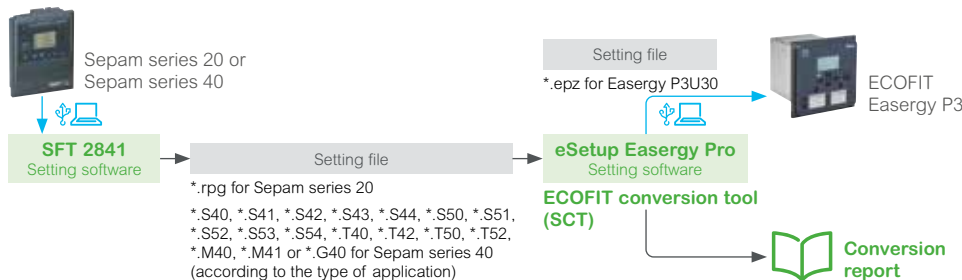 Sepam series 20 or
Sepam series 40
SFT 2841
Setting software
Setting file
*.rpg for Sepam series 20
*.S40, *.S41, *.S42, *.S43, *.S44, *.S50, *.S51,
*.S52, *.S53, *.S54, *.T40, *.T42, *.T50, *.T52,
*.M40, *.M41 or *.G40 for Sepam series 40
(according to the type of application)
Setting file
*.epz for Easergy P3U30
eSetup Easergy Pro
Setting software
ECOFIT conversion tool
(SCT)
ECOFIT
Easergy P3
Conversion
report